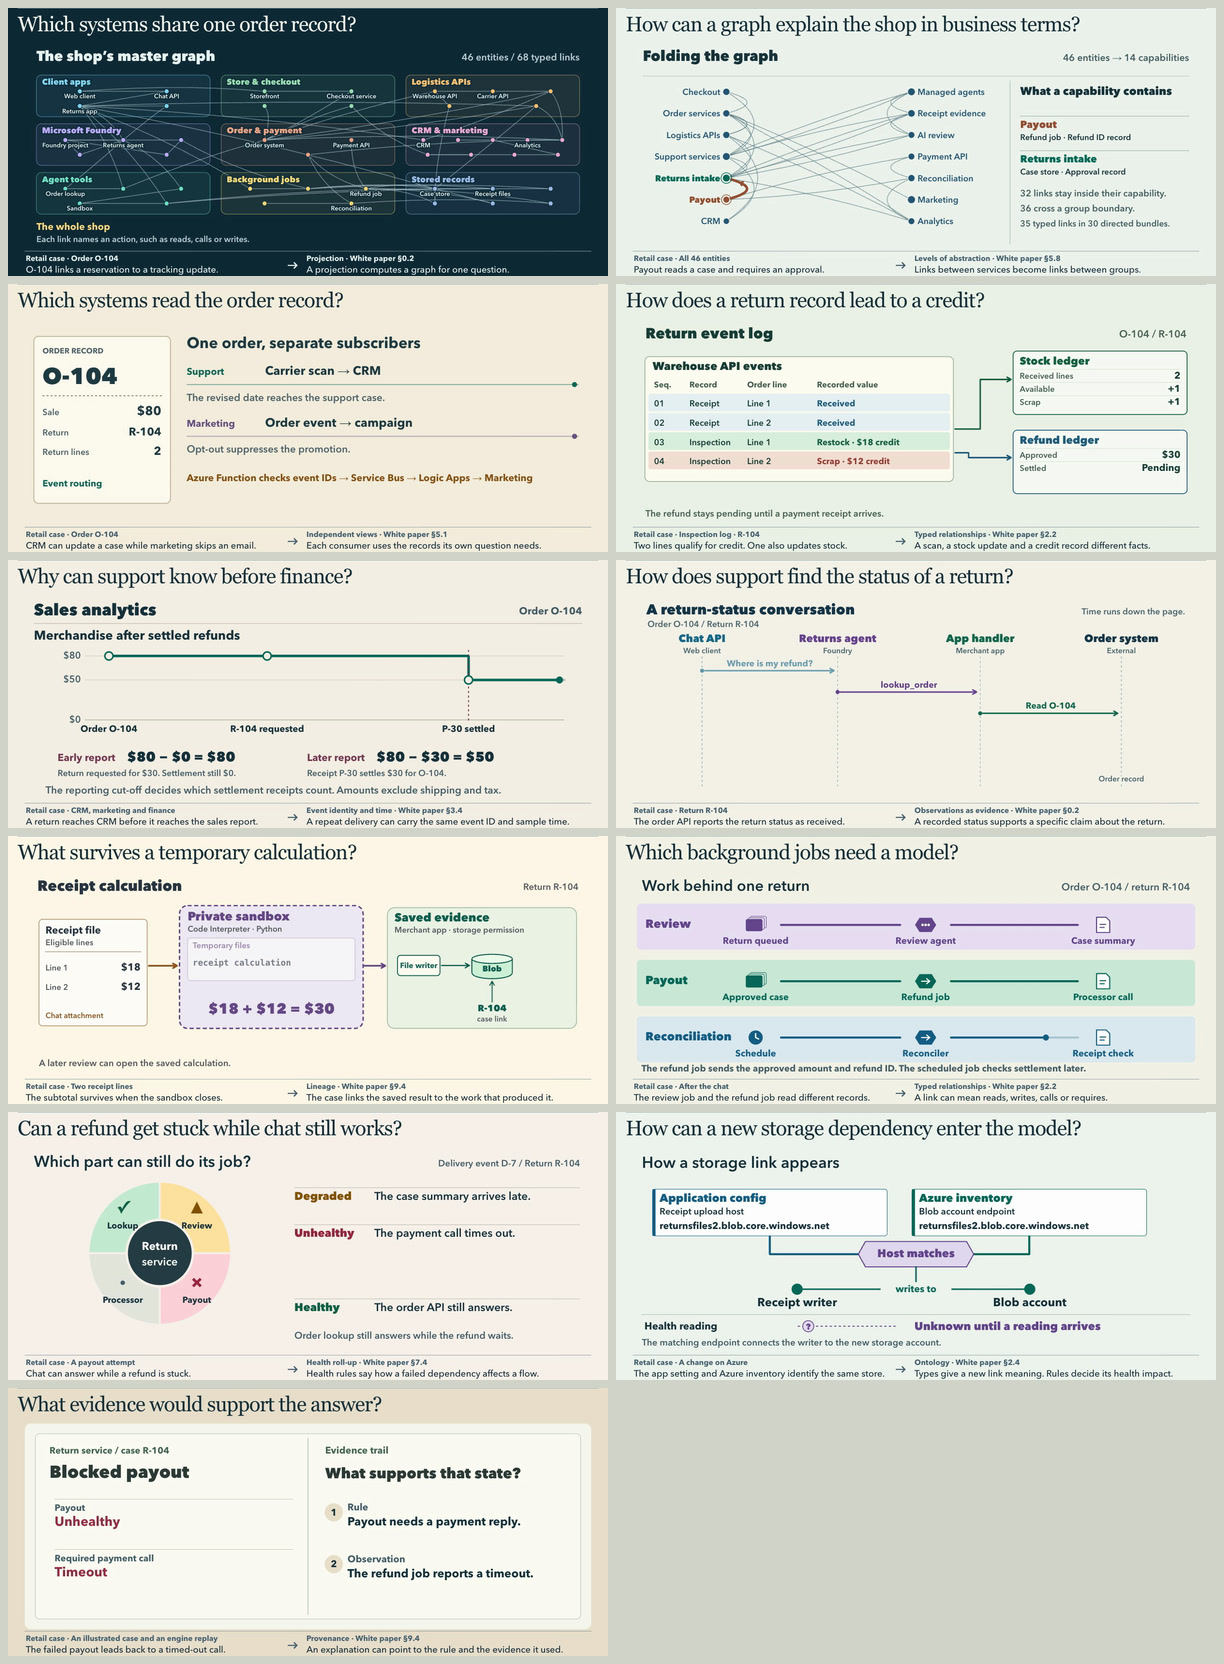 Which systems share one order record?
The shop's master graph
46 entities / 68 typed links
Client apps
Web client
Chat API
Returns app
Store & checkout
Storefront
Checkout service
Logistics APIs
Warehouse API
Carrier API
Microsoft Foundry
Foundry project
Returns agent
Order & payment
Order system
Payment API
CRM & marketing
CRM
Analytics
Agent tools
Order lookup
Sandbox
Background jobs
Refund job
Reconciliation
Stored records
Case store
Receipt files
The whole shop
Each link names an action, such as reads, calls or writes.
Retail case · Order O-104
O-104 links a reservation to a tracking update.
→
Projection · White paper §0.2
A projection computes a graph for one question.
How can a graph explain the shop in business terms?
Folding the graph
46 entities → 14 capabilities
Checkout
Order services
Logistics APIs
Support services
Returns intake
Payout
CRM
Managed agents
Receipt evidence
AI review
Payment API
Reconciliation
Marketing
Analytics
What a capability contains
Payout
Refund job · Refund ID record
Returns intake
Case store · Approval record
32 links stay inside their capability.
36 cross a group boundary.
35 typed links in 30 directed bundles.
Retail case · All 46 entities
Payout reads a case and requires an approval.
→
Levels of abstraction · White paper §5.8
Links between services become links between groups.
Which systems read the order record?
ORDER RECORD
O-104
Sale $80
Return R-104
Return lines 2
Event routing
One order, separate subscribers
Support Carrier scan → CRM
The revised date reaches the support case.
Marketing Order event → campaign
Opt-out suppresses the promotion.
Azure Function checks event IDs → Service Bus → Logic Apps → Marketing
Retail case · Order O-104
CRM can update a case while marketing skips an email.
→
Independent views · White paper §5.1
Each consumer uses the records its own question needs.
How does a return record lead to a credit?
Return event log
O-104 / R-104
Warehouse API events
Seq. Record Order line Recorded value
01 Receipt Line 1 Received
02 Receipt Line 2 Received
03 Inspection Line 1 Restock · $18 credit
04 Inspection Line 2 Scrap · $12 credit
Stock ledger
Received lines 2
Available +1
Scrap +1
Refund ledger
Approved $30
Settled Pending
The refund stays pending until a payment receipt arrives.
Retail case · Inspection log · R-104
Two lines qualify for credit. One also updates stock.
→
Typed relationships · White paper §2.2
A scan, a stock update and a credit record different facts.
Why can support know before finance?
Sales analytics
Order O-104
Merchandise after settled refunds
$80
$50
$0
Order O-104
R-104 requested
P-30 settled
Early report $80 − $0 = $80
Return requested for $30. Settlement still $0.
Later report $80 − $30 = $50
Receipt P-30 settles $30 for O-104.
The reporting cut-off decides which settlement receipts count. Amounts exclude shipping and tax.
Retail case · CRM, marketing and finance
A return reaches CRM before it reaches the sales report.
→
Event identity and time · White paper §3.4
A repeat delivery can carry the same event ID and sample time.
How does support find the status of a return?
A return-status conversation
Time runs down the page.
Order O-104 / Return R-104
Chat API
Web client
Returns agent
Foundry
App handler
Merchant app
Order system
External
Where is my refund?
lookup_order
Read O-104
Order record
Retail case · Return R-104
The order API reports the return status as received.
→
Observations as evidence · White paper §0.2
A recorded status supports a specific claim about the return.
What survives a temporary calculation?
Receipt calculation
Return R-104
Receipt file
Eligible lines
Line 1 $18
Line 2 $12
Chat attachment
Private sandbox
Code Interpreter · Python
Temporary files
receipt calculation
$18 + $12 = $30
Saved evidence
Merchant app · storage permission
File writer
Blob
R-104
case link
A later review can open the saved calculation.
Retail case · Two receipt lines
The subtotal survives when the sandbox closes.
→
Lineage · White paper §9.4
The case links the saved result to the work that produced it.
Which background jobs need a model?
Work behind one return
Order O-104 / return R-104
Review
Return queued
Review agent
Case summary
Payout
Approved case
Refund job
Processor call
Reconciliation
Schedule
Reconciler
Receipt check
The refund job sends the approved amount and refund ID. The scheduled job checks settlement later.
Retail case · After the chat
The review job and the refund job read different records.
→
Typed relationships · White paper §2.2
A link can mean reads, writes, calls or requires.
Can a refund get stuck while chat still works?
Which part can still do its job?
Delivery event D-7 / Return R-104
Lookup
Review
Return
service
Processor
Payout
Degraded The case summary arrives late.
Unhealthy The payment call times out.
Healthy The order API still answers.
Order lookup still answers while the refund waits.
Retail case · A payout attempt
Chat can answer while a refund is stuck.
→
Health roll-up · White paper §7.4
Health rules say how a failed dependency affects a flow.
How can a new storage dependency enter the model?
How a storage link appears
Application config
Receipt upload host
returnsfiles2.blob.core.windows.net
Azure inventory
Blob account endpoint
returnsfiles2.blob.core.windows.net
Host matches
writes to
Receipt writer
Blob account
Health reading
?
Unknown until a reading arrives
The matching endpoint connects the writer to the new storage account.
Retail case · A change on Azure
The app setting and Azure inventory identify the same store.
→
Ontology · White paper §2.4
Types give a new link meaning. Rules decide its health impact.
What evidence would support the answer?
Return service / case R-104
Blocked payout
Payout
Unhealthy
Required payment call
Timeout
Evidence trail
What supports that state?
1 Rule
Payout needs a payment reply.
2 Observation
The refund job reports a timeout.
Retail case · An illustrated case and an engine replay
The failed payout leads back to a timed-out call.
→
Provenance · White paper §9.4
An explanation can point to the rule and the evidence it used.